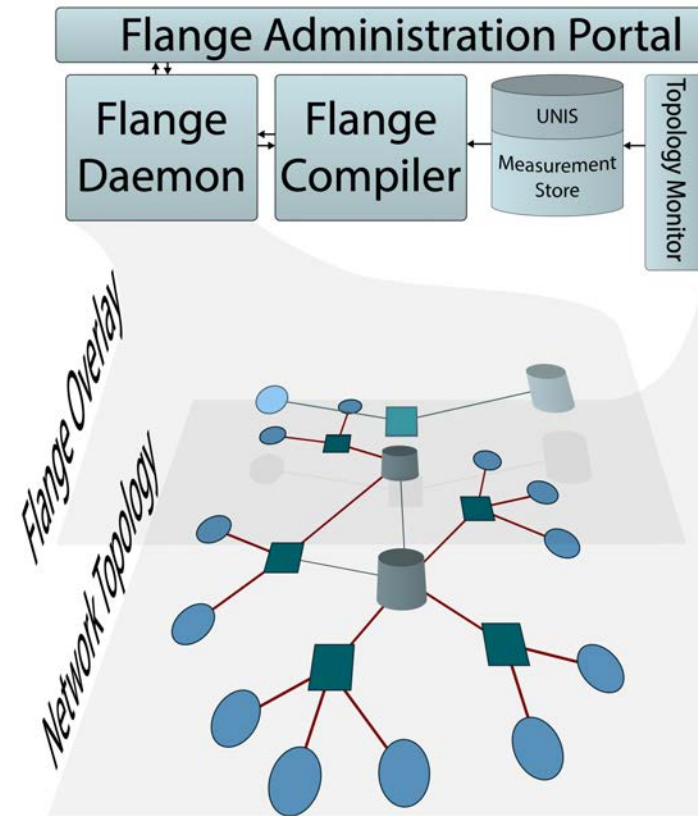 Flange Administration Portal
Flange
Daemon
Flange
Compiler
UNIS
Measurement
Store
Topology Monitor
Flange Overlay
Network Topology